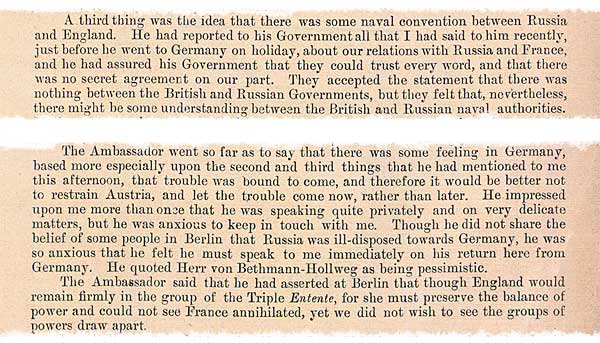 A third thing was the idea that there was some naval convention between Russia
and England. He had reported to his Government all that I had said to him recently,
just before he went to Germany on holiday, about our relations with Russia and France,
and he had assured his Government that they could trust every word, and that there
was no secret agreement on our part. They accepted the statement that there was
nothing between the British and Russian Governments, but they felt that, nevertheless,
there might be some understanding between the British and Russian naval authorities.
The Ambassador went so far as to say that there was some feeling in Germany,
based more especially upon the second and third things that he had mentioned to me
this afternoon, that trouble was bound to come, and therefore it would be better not
to restrain Austria, and let the trouble come now, rather than later. He impressed
upon me more than once that he was speaking quite privately and on very delicate
matters, but he was anxious to keep in touch with me. Though he did not share the
belief of some people in Berlin that Russia was ill-disposed towards Germany, he was
so anxious that he felt he must speak to me immediately on his return here from
Germany. He quoted Herr von Bethmann-Hollweg as being pessimistic.
The Ambassador said that he had asserted at Berlin that though England would
remain firmly in the group of the Triple Entente, for she must preserve the balance of
power and could not see France annihilated, yet we did not wish to see the groups of
powers draw apart.